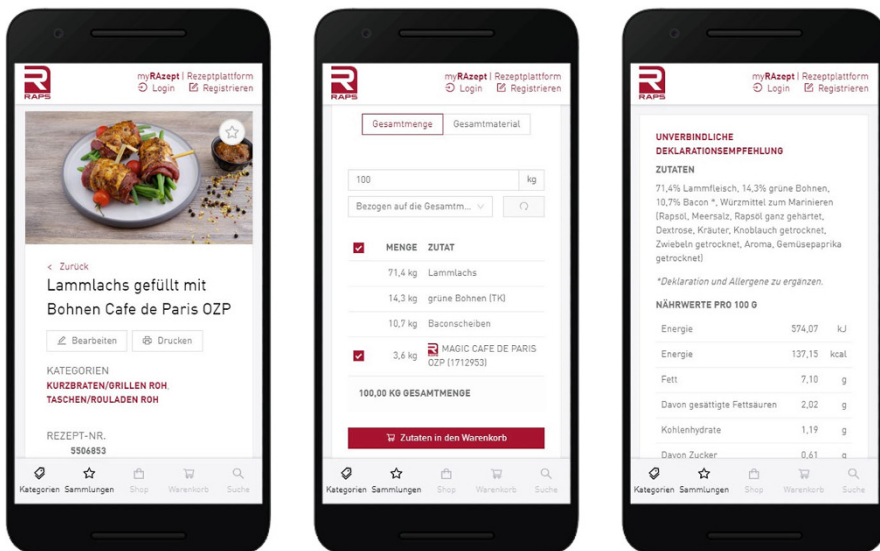 RAPS
myRAzept | Rezeptplattform
Login Registrieren
< Zurück
Lammlachs gefüllt mit
Bohnen Cafe de Paris OZP
Bearbeiten Drucken
KATEGORIEN
KURZBRATEN/GRILLEN ROH,
TASCHEN/ROULADEN ROH
REZEPT-NR.
5506853
Kategorien Sammlungen Shop Warenkorb Suche
RAPS
myRAzept | Rezeptplattform
Login Registrieren
Gesamtmenge Gesamtmaterial
100 kg
Bezogen auf die Gesamtm...
MENGE ZUTAT
71,4 kg Lammlachs
14,3 kg grüne Bohnen (TK)
10,7 kg Baconscheiben
3,6 kg MAGIC CAFE DE PARIS
OZP (1712953)
100,00 KG GESAMTMENGE
Zutaten in den Warenkorb
Kategorien Sammlungen Shop Warenkorb Suche
RAPS
myRAzept | Rezeptplattform
Login Registrieren
UNVERBINDLICHE
DEKLARATIONSEMPFEHLUNG
ZUTATEN
71,4% Lammfleisch, 14,3% grüne Bohnen,
10,7% Bacon *, Würzmittel zum Marinieren
(Rapsöl, Meersalz, Rapsöl ganz gehärtet,
Dextrose, Kräuter, Knoblauch getrocknet,
Zwiebeln getrocknet, Aroma, Gemüsepaprika
getrocknet)
*Deklaration und Allergene zu ergänzen.
NÄHRWERTE PRO 100 G
Energie 574,07 kJ
Energie 137,15 kcal
Fett 7,10 g
Davon gesättigte Fettsäuren 2,02 g
Kohlenhydrate 1,19 g
Davon Zucker 0,61 g
Kategorien Sammlungen Shop Warenkorb Suche